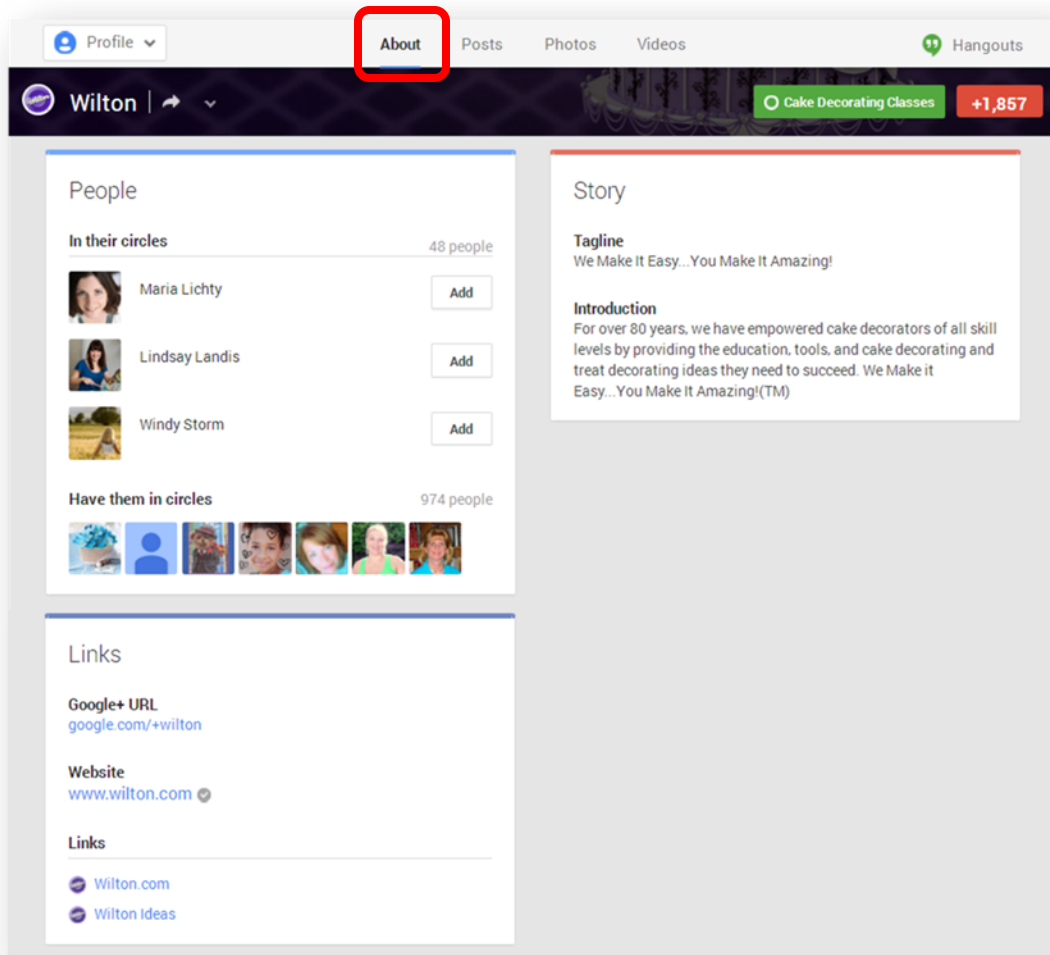 Profile
About
Posts
Photos
Videos
Hangouts
Wilton
Cake Decorating Classes
+1,857
People
In their circles
48 people
Maria Lichty
Add
Lindsay Landis
Add
Windy Storm
Add
Have them in circles
974 people
Links
Google+ URL
google.com/+wilton
Website
www.wilton.com
Links
Wilton.com
Wilton Ideas
Story
Tagline
We Make It Easy...You Make It Amazing!
Introduction
For over 80 years, we have empowered cake decorators of all skill
levels by providing the education, tools, and cake decorating and
treat decorating ideas they need to succeed. We Make it
Easy...You Make It Amazing!(TM)